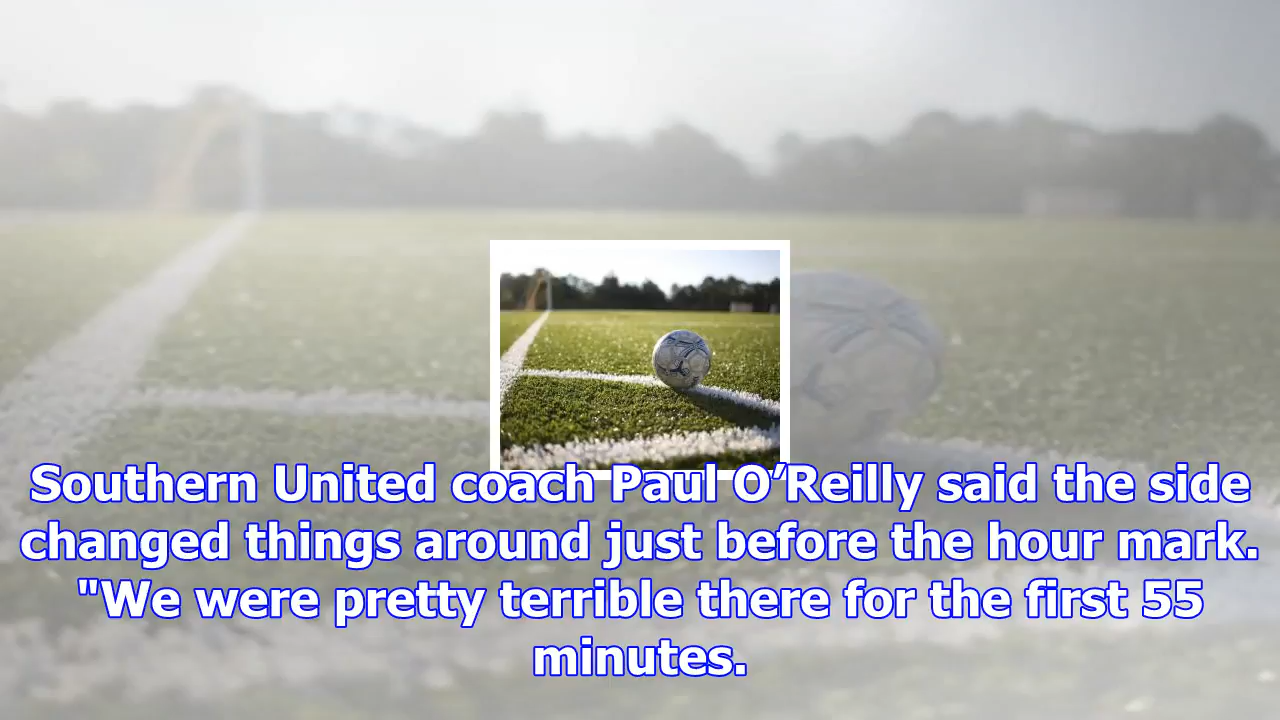 Southern United coach Paul O’Reilly said the side
changed things around just before the hour mark.
"We were pretty terrible there for the first 55
minutes.